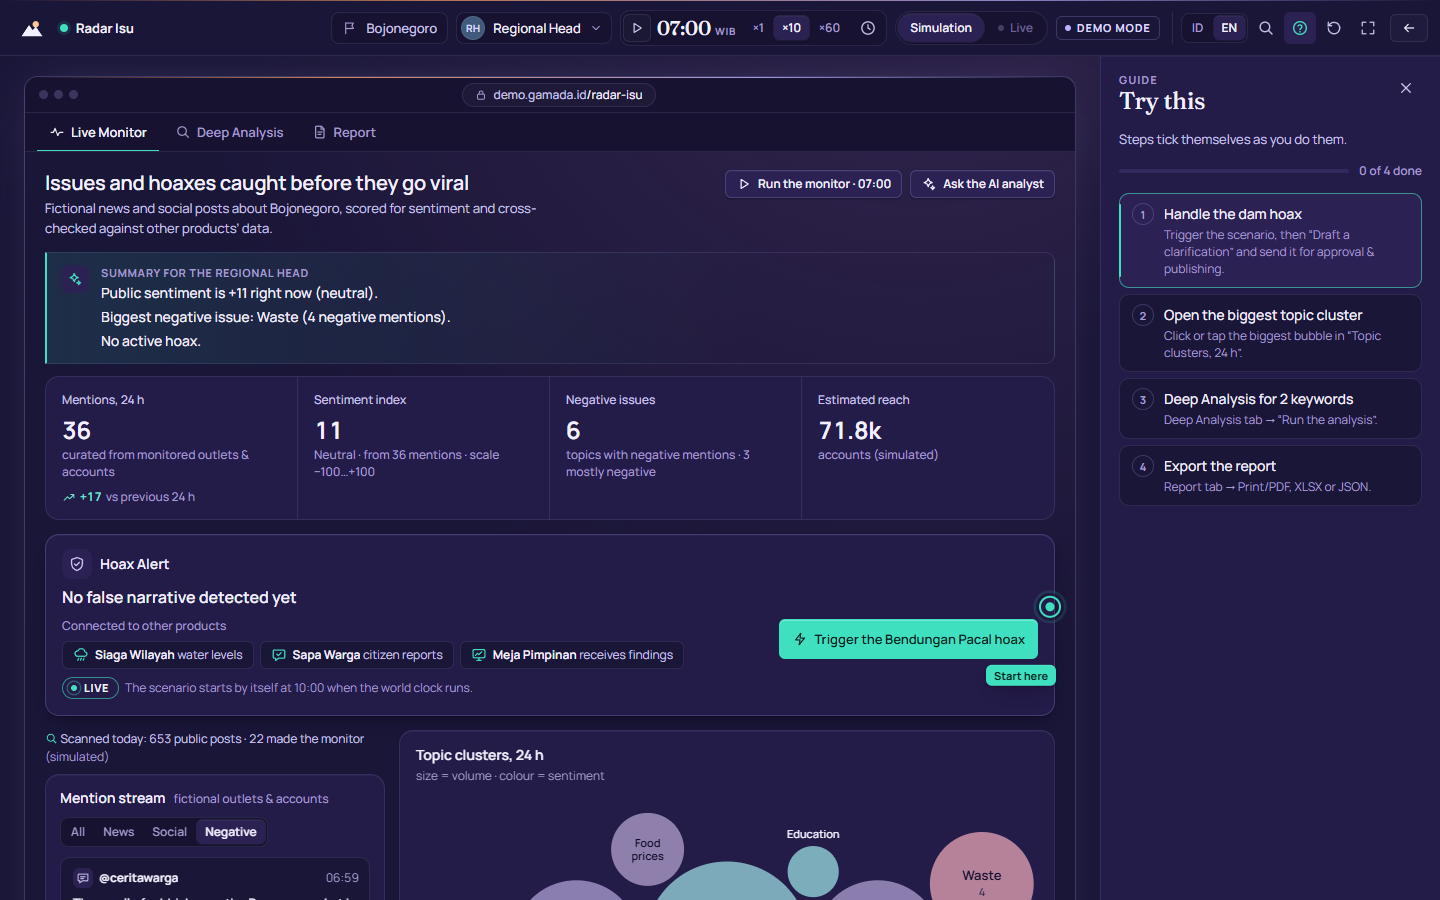 Radar Isu
Bojonegoro
RH Regional Head
07:00 WIB
×1 ×10 ×60
Simulation
Live
DEMO MODE
ID EN
demo.gamada.id/radar-isu
Live Monitor
Deep Analysis
Report
Issues and hoaxes caught before they go viral
Fictional news and social posts about Bojonegoro, scored for sentiment and cross-
checked against other products' data.
Run the monitor · 07:00
Ask the AI analyst
SUMMARY FOR THE REGIONAL HEAD
Public sentiment is +11 right now (neutral).
Biggest negative issue: Waste (4 negative mentions).
No active hoax.
Mentions, 24 h
36
curated from monitored outlets &
accounts
+17 vs previous 24 h
Sentiment index
11
Neutral · from 36 mentions · scale
−100…+100
Negative issues
6
topics with negative mentions · 3
mostly negative
Estimated reach
71.8k
accounts (simulated)
Hoax Alert
No false narrative detected yet
Connected to other products
Siaga Wilayah water levels
Sapa Warga citizen reports
Meja Pimpinan receives findings
LIVE The scenario starts by itself at 10:00 when the world clock runs.
Trigger the Bendungan Pacal hoax
Start here
Scanned today: 653 public posts · 22 made the monitor
(simulated)
Mention stream fictional outlets & accounts
All News Social Negative
@ceritawarga 06:59
Topic clusters, 24 h
size = volume · colour = sentiment
Food
prices
Education
Waste
4
GUIDE
Try this
Steps tick themselves as you do them.
0 of 4 done
1 Handle the dam hoax
Trigger the scenario, then “Draft a
clarification” and send it for approval &
publishing.
2 Open the biggest topic cluster
Click or tap the biggest bubble in “Topic
clusters, 24 h”.
3 Deep Analysis for 2 keywords
Deep Analysis tab → “Run the analysis”.
4 Export the report
Report tab → Print/PDF, XLSX or JSON.